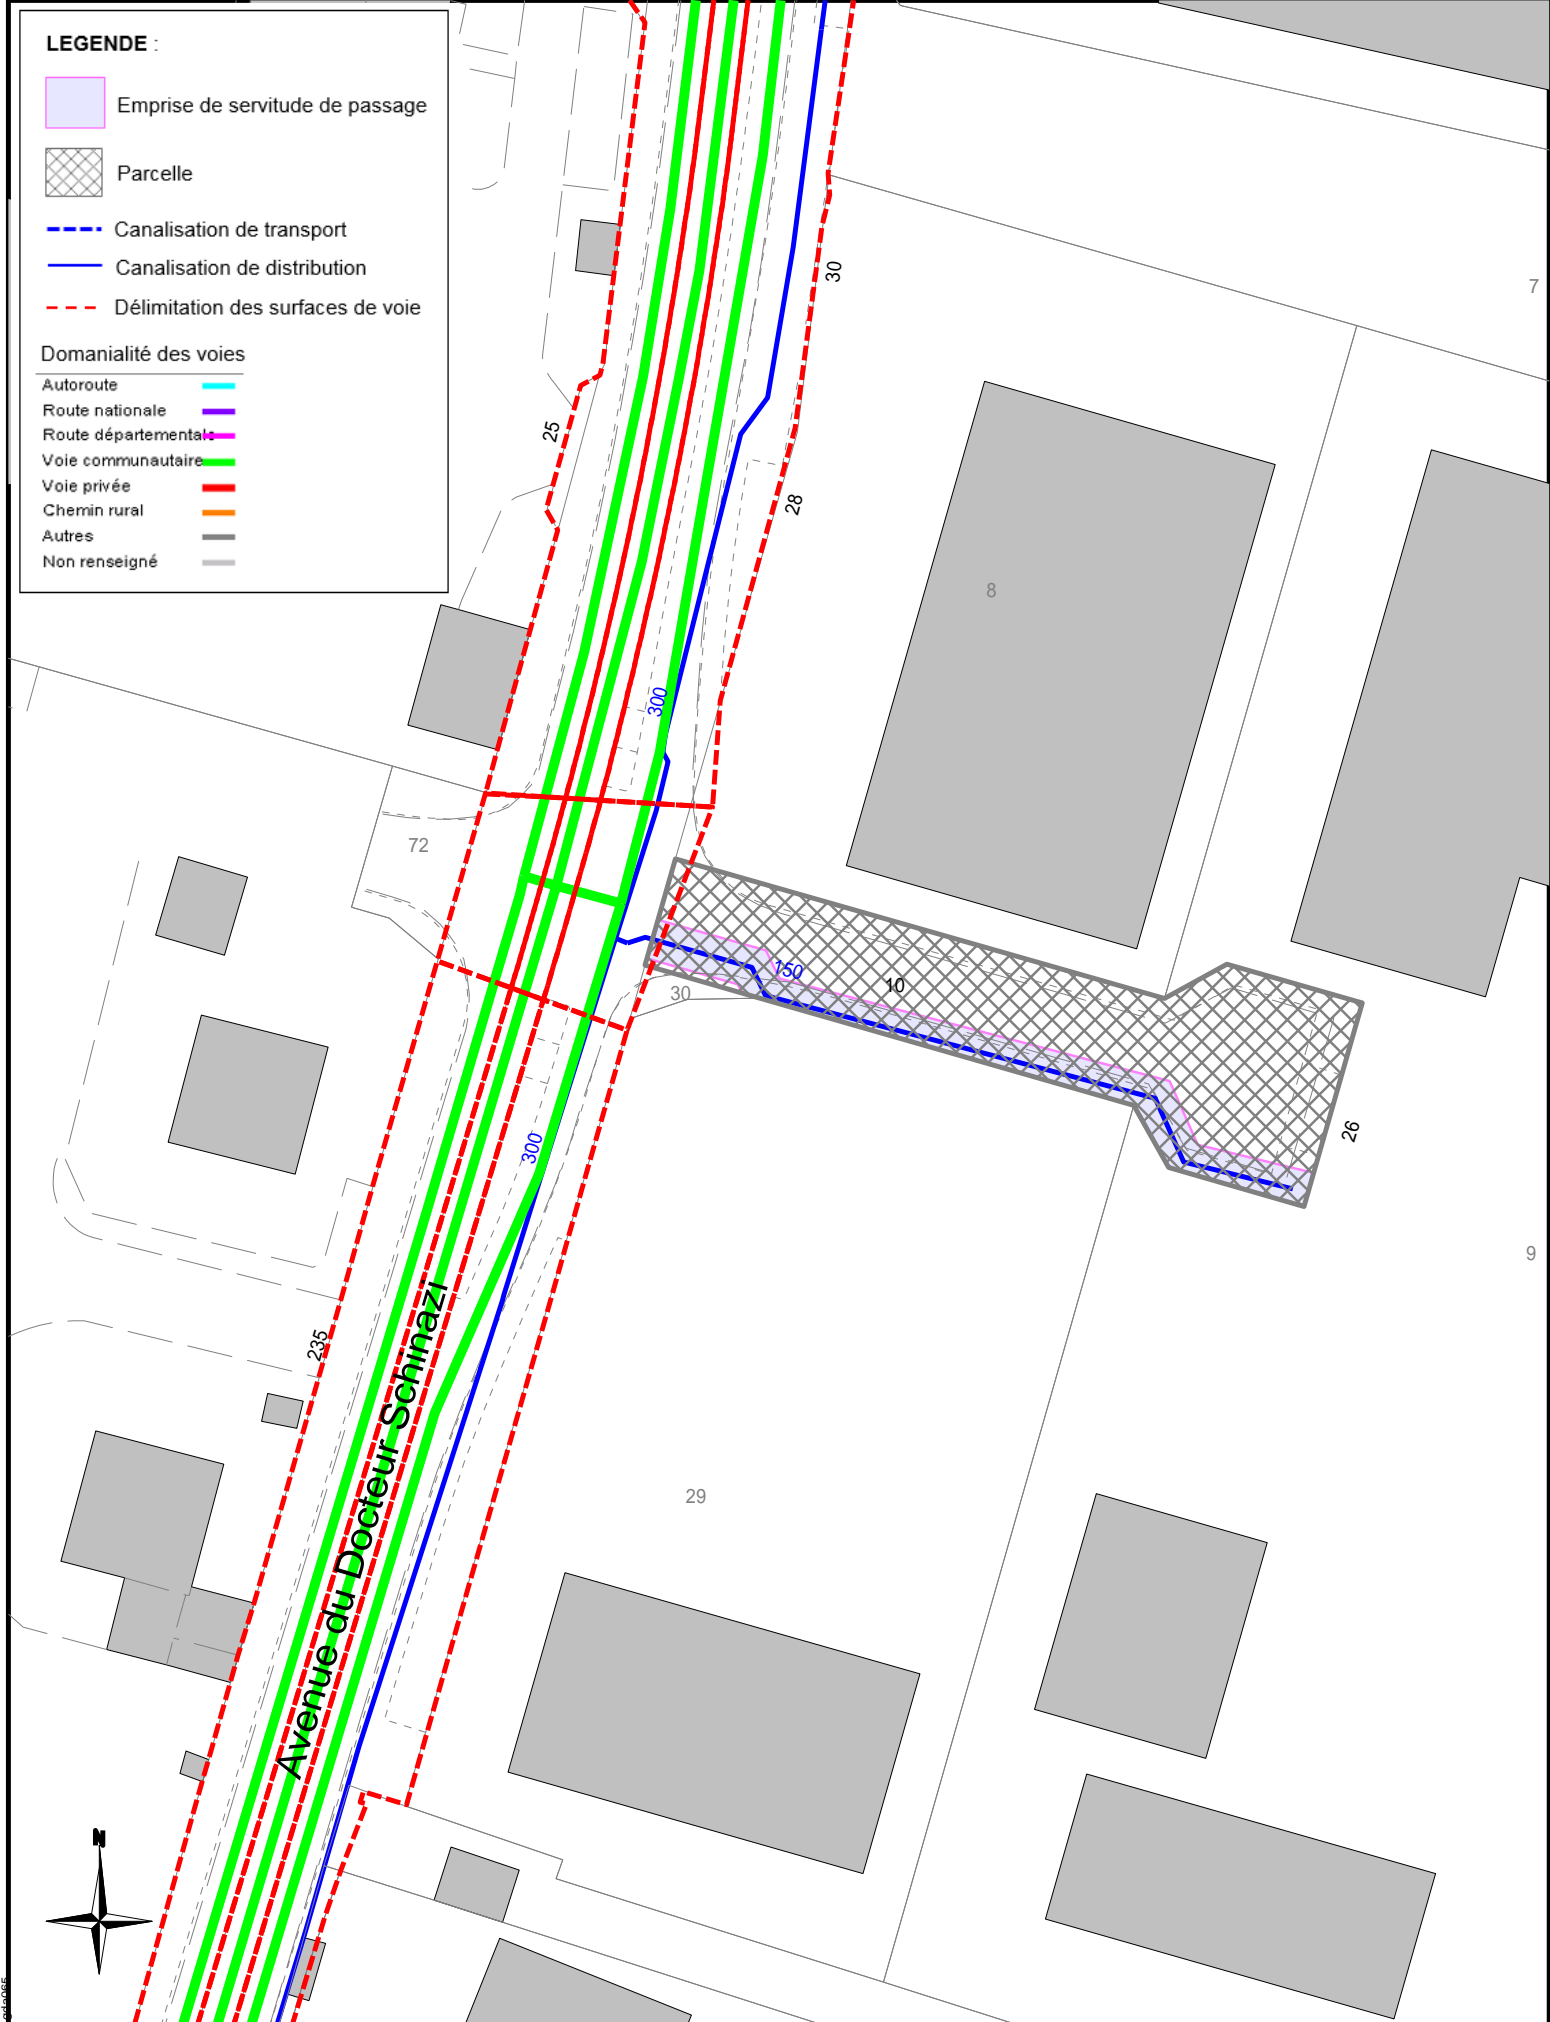 LEGENDE :
Emprise de servitude de passage
Parcelle
Canalisation de transport
Canalisation de distribution
Délimitation des surfaces de voie
Domanialité des voies
Autoroute
Route nationale
Route départementale
Voie communautaire
Voie privée
Chemin rural
Autres
Non renseigné
30
7
25
28
8
300
72
150
10
30
26
300
9
235
Avenue du Docteur Schinazi
29
N